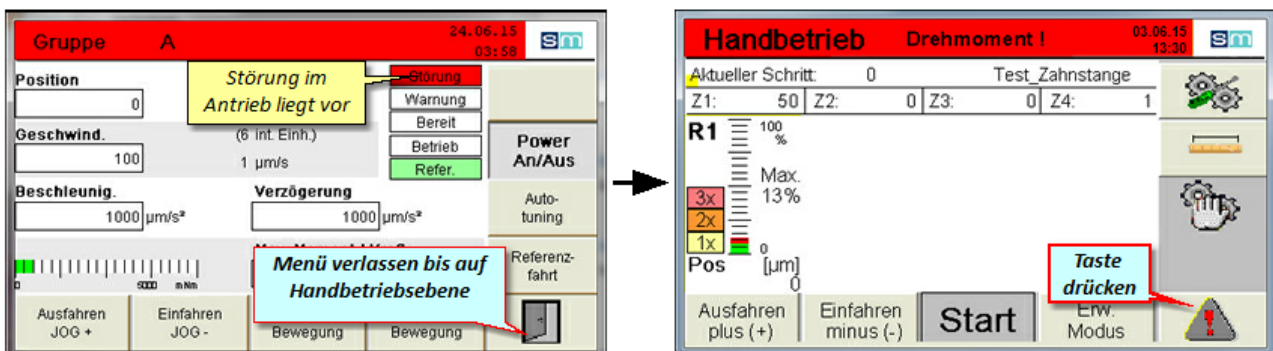 Gruppe A
24.06.15
03:58
sm
Position
0
Störung im
Antrieb liegt vor
Störung
Warnung
Bereit
Betrieb
Refer.
Geschwind.
(6 int. Einh.)
100
1 µm/s
Power
An/Aus
Beschleunig.
Verzögerung
1000 µm/s²
1000 µm/s²
Auto-
tuning
Menü verlassen bis auf
Handbetriebsebene
0
5000 mNm
Referenz-
fahrt
Ausfahren
JOG +
Einfahren
JOG -
Bewegung
Bewegung
Handbetrieb Drehmoment !
03.06.15
13:30
sm
Aktueller Schritt: 0 Test_Zahnstange
Z1: 50 Z2: 0 Z3: 0 Z4: 1
R1
100
%
Max.
13%
3x
2x
1x
0
Pos [µm]
0
Taste
drücken
Ausfahren
plus (+)
Einfahren
minus (-)
Start
Erw.
Modus